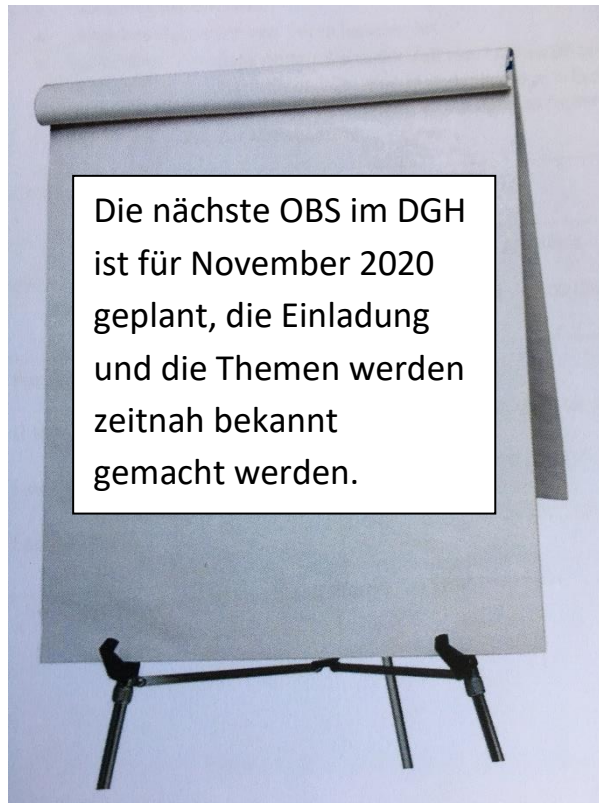 Die nächste OBS im DGH
ist für November 2020
geplant, die Einladung
und die Themen werden
zeitnah bekannt
gemacht werden.